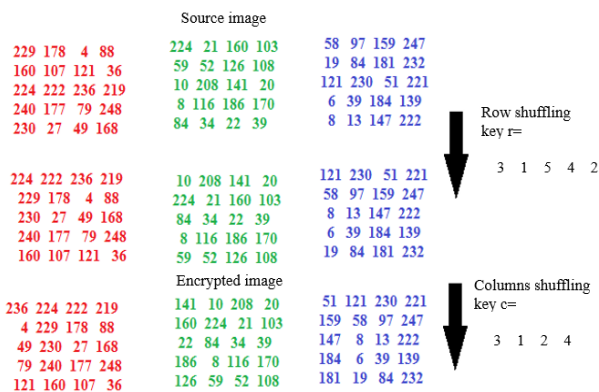 Source image
229 178 4 88
160 107 121 36
224 222 236 219
240 177 79 248
230 27 49 168
224 21 160 103
59 52 126 108
10 208 141 20
8 116 186 170
84 34 22 39
58 97 159 247
19 84 181 232
121 230 51 221
6 39 184 139
8 13 147 222
Row shuffling
key r=
3 1 5 4 2
224 222 236 219
229 178 4 88
230 27 49 168
240 177 79 248
160 107 121 36
10 208 141 20
224 21 160 103
84 34 22 39
8 116 186 170
59 52 126 108
121 230 51 221
58 97 159 247
8 13 147 222
6 39 184 139
19 84 181 232
Encrypted image
Columns shuffling
key c=
3 1 2 4
236 224 222 219
4 229 178 88
49 230 27 168
79 240 177 248
121 160 107 36
141 10 208 20
160 224 21 103
22 84 34 39
186 8 116 170
126 59 52 108
51 121 230 221
159 58 97 247
147 8 13 222
184 6 39 139
181 19 84 232